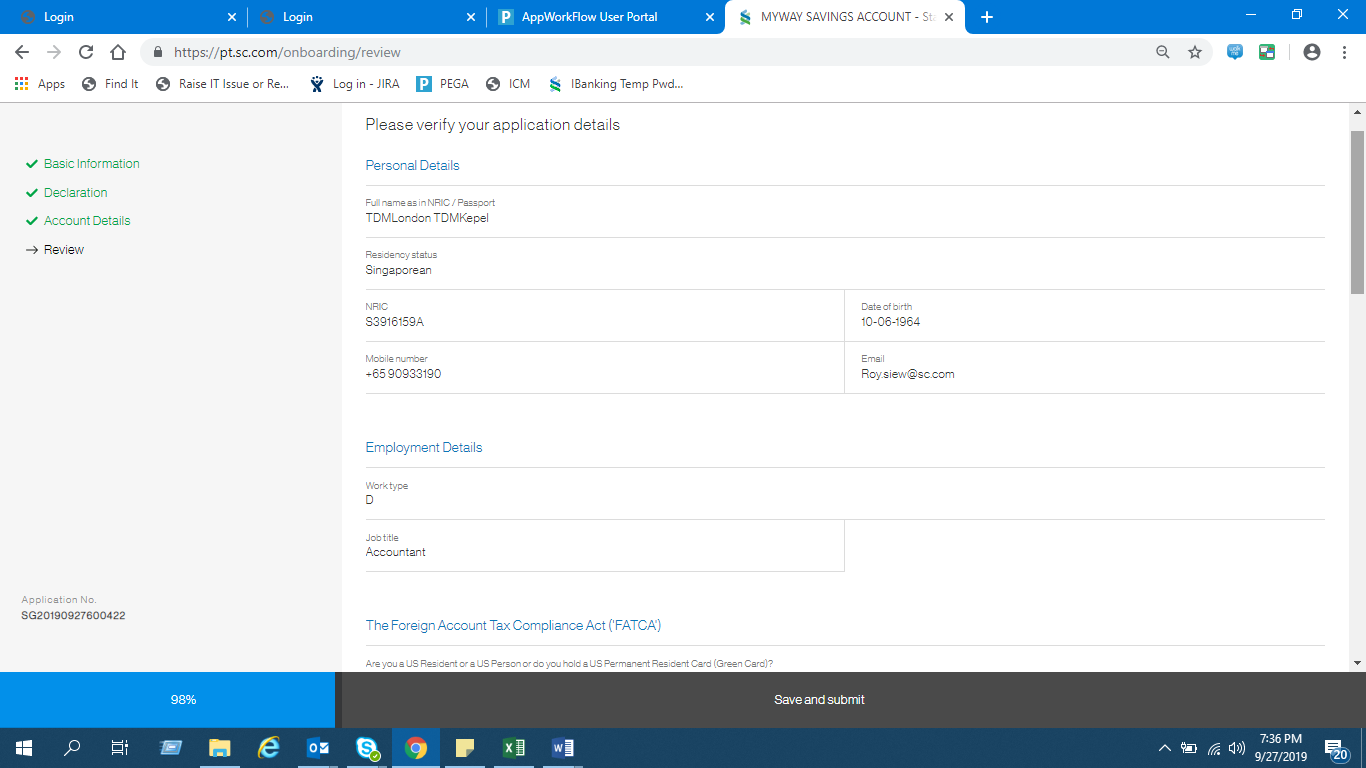 Login
Login
AppWorkFlow User Portal
MYWAY SAVINGS ACCOUNT - Sta
https://pt.sc.com/onboarding/review
Apps
Find It
Raise IT Issue or Re...
Log in - JIRA
PEGA
ICM
IBanking Temp Pwd...
Basic Information
Declaration
Account Details
Review
Application No.
SG20190927600422
Please verify your application details
Personal Details
Full name as in NRIC / Passport
TDMLondon TDMKepel
Residency status
Singaporean
NRIC
S3916159A
Date of birth
10-06-1964
Mobile number
+65 90933190
Email
Roy.siew@sc.com
Employment Details
Work type
D
Job title
Accountant
The Foreign Account Tax Compliance Act ('FATCA')
Are you a US Resident or a US Person or do you hold a US Permanent Resident Card (Green Card)?
98%
Save and submit
7:36 PM
9/27/2019
20